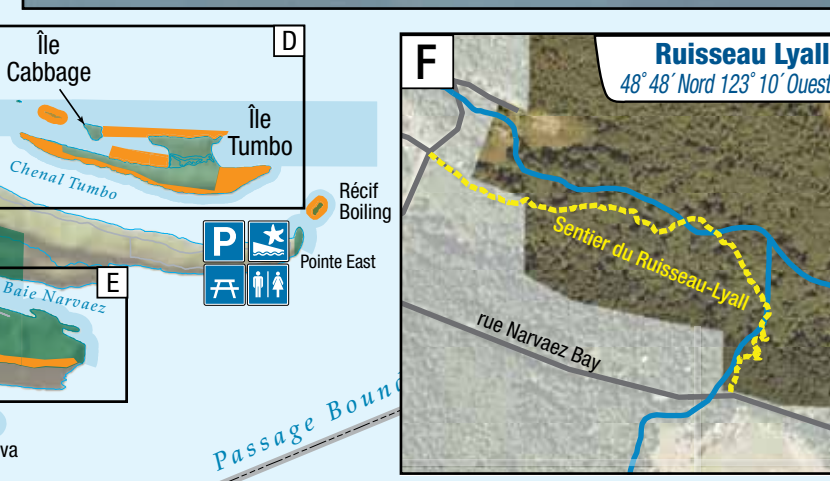 D
Île
Cabbage
Île
Tumbo
Chenal Tumbo
Récif
Boiling
P
Pointe East
E
Baie Narvaez
va
Passage Bound
F
Ruisseau Lyall
48° 48′ Nord 123° 10′ Ouest
Sentier du Ruisseau-Lyall
rue Narvaez Bay